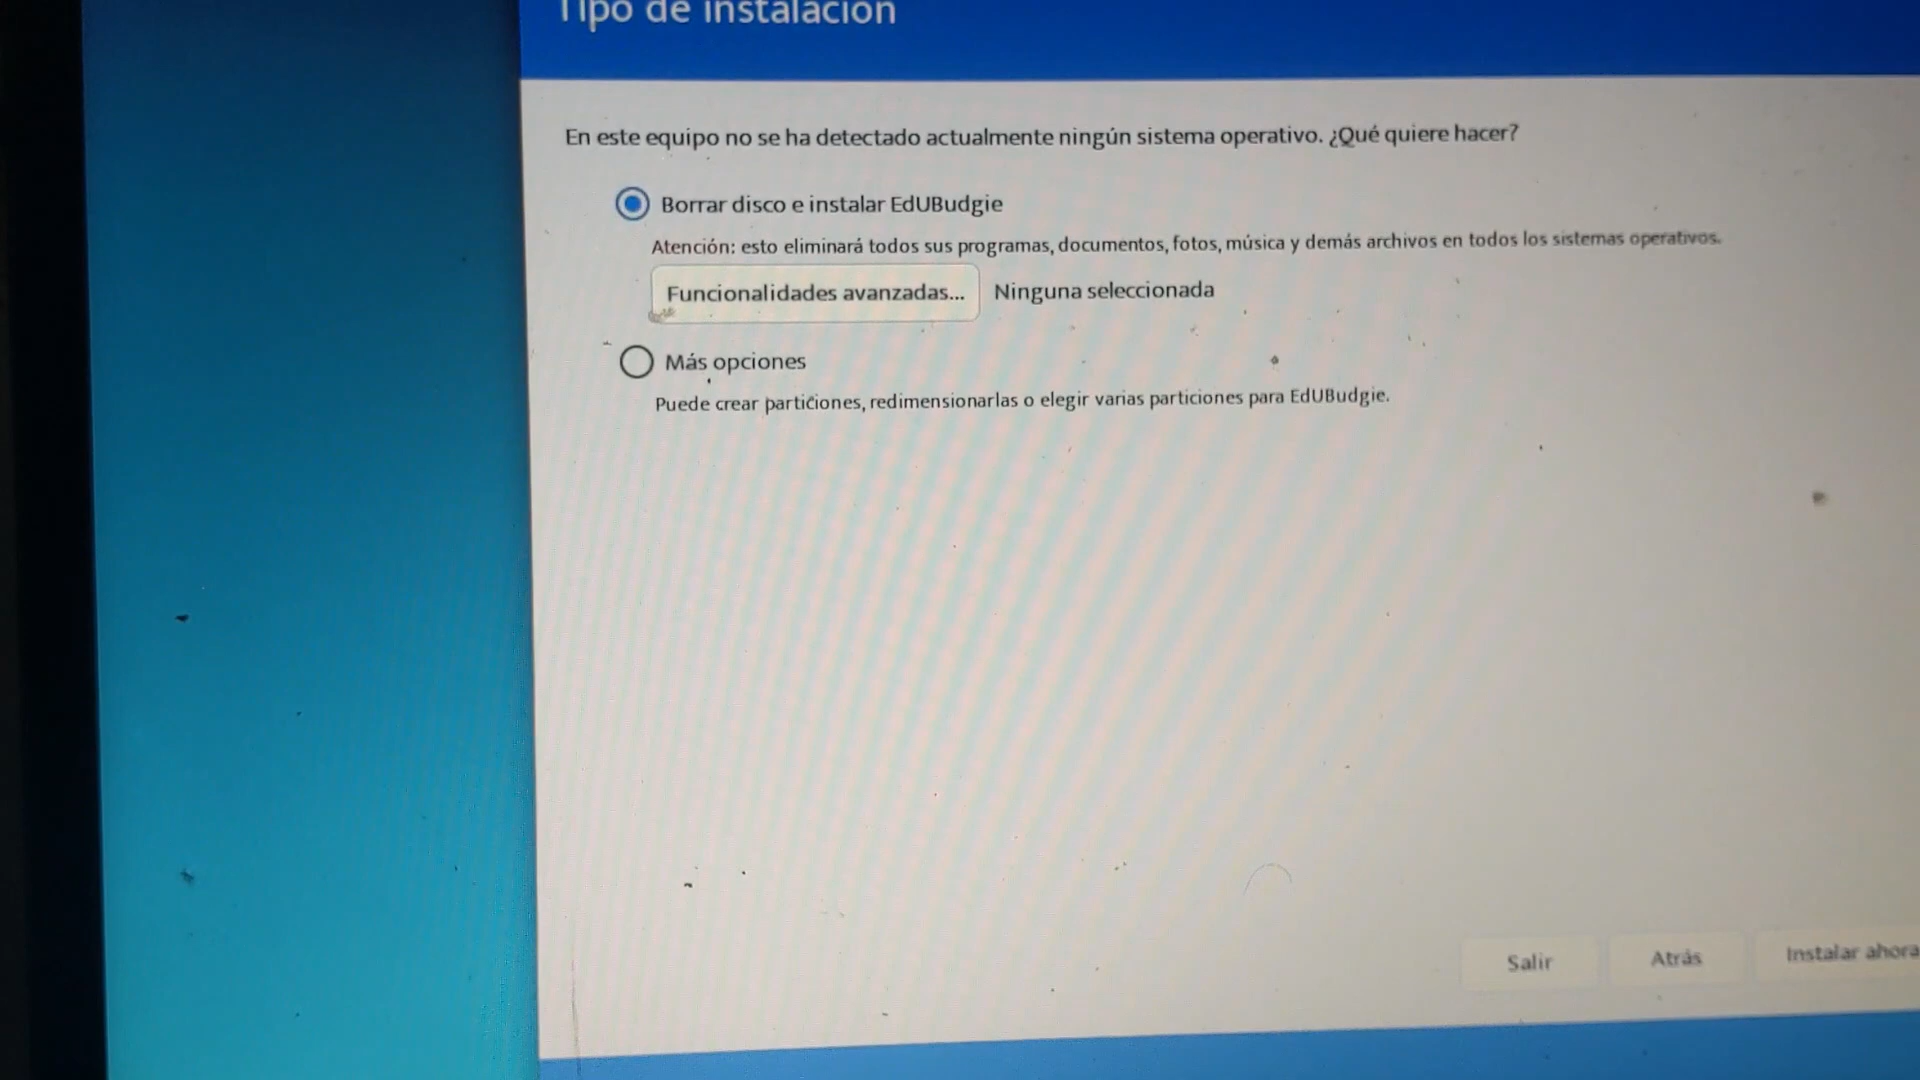 Tipo de instalación
En este equipo no se ha detectado actualmente ningún sistema operativo. ¿Qué quiere hacer?
Borrar disco e instalar EdUBudgie
Atención: esto eliminará todos sus programas, documentos, fotos, música y demás archivos en todos los sistemas operativos.
Funcionalidades avanzadas... Ninguna seleccionada
Más opciones
Puede crear particiones, redimensionarlas o elegir varias particiones para EdUBudgie.
Salir Atrás Instalar ahora